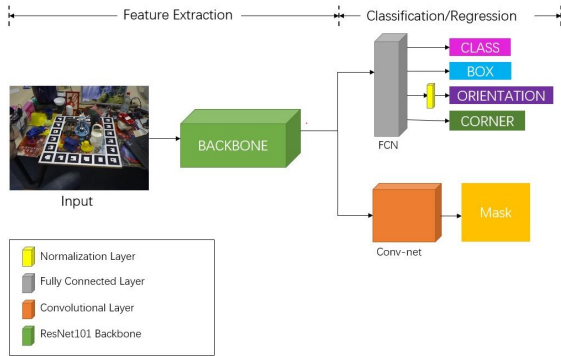 Feature Extraction
Classification/Regression
CLASS
BOX
ORIENTATION
CORNER
FCN
BACKBONE
Input
Conv-net
Mask
Normalization Layer
Fully Connected Layer
Convolutional Layer
ResNet101 Backbone